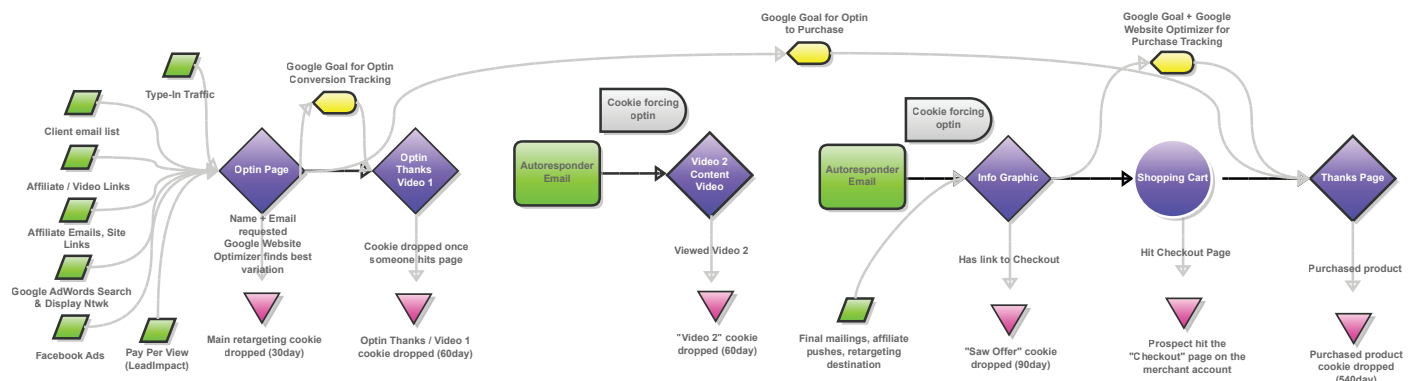 Google Goal for Optin
to Purchase
Google Goal + Google
Website Optimizer for
Purchase Tracking
Google Goal for Optin
Conversion Tracking
Type-In Traffic
Client email list
Affiliate / Video Links
Affiliate Emails, Site
Links
Google AdWords Search
& Display Ntwk
Facebook Ads
Pay Per View
(LeadImpact)
Optin Page
Name + Email
requested
Google Website
Optimizer finds best
variation
Main retargeting cookie
dropped (30day)
Optin
Thanks
Video 1
Cookie dropped once
someone hits page
Optin Thanks / Video 1
cookie dropped (60day)
Cookie forcing
optin
Autoresponder
Email
Video 2
Content
Video
Viewed Video 2
"Video 2" cookie
dropped (60day)
Cookie forcing
optin
Autoresponder
Email
Final mailings, affiliate
pushes, retargeting
destination
Info Graphic
Has link to Checkout
"Saw Offer" cookie
dropped (90day)
Shopping Cart
Hit Checkout Page
Prospect hit the
"Checkout" page on the
merchant account
Thanks Page
Purchased product
Purchased product
cookie dropped
(540day)